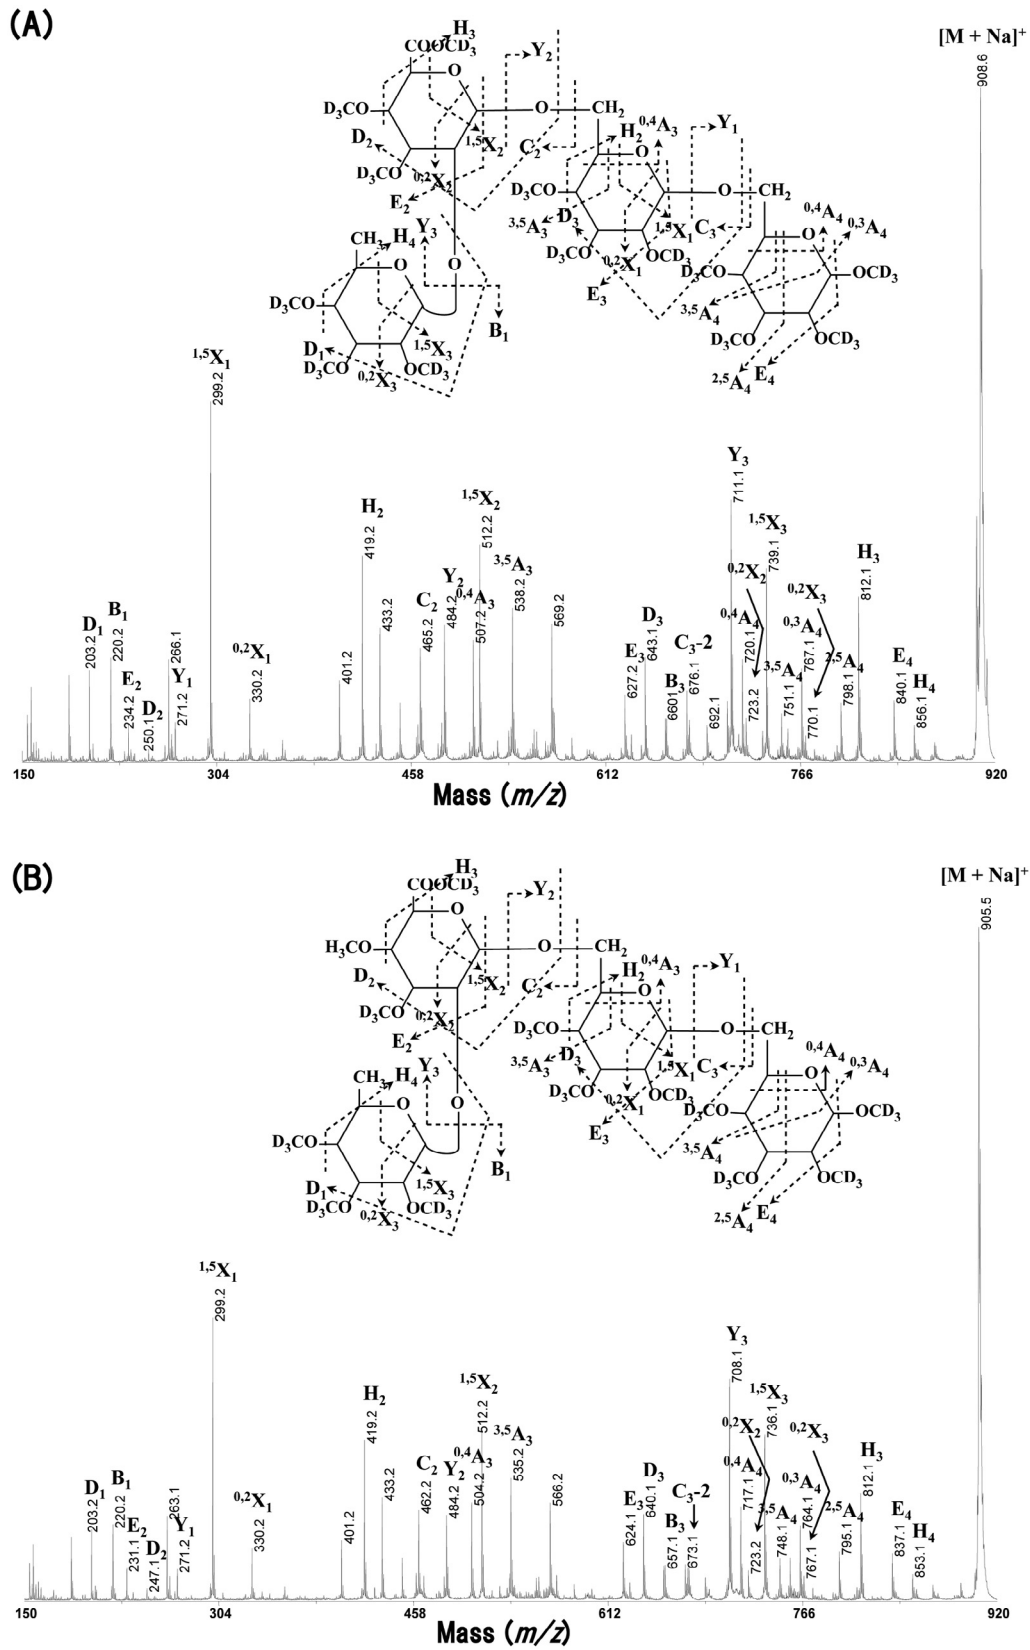 (A)
[M + Na]⁺
908.6
H₃
COOCD₃
O
Y₂
D₃CO
O
CH₂
D₂
¹,⁵X₂
C₂
H₂
⁰,⁴A₃
Y₁
D₃CO
⁰,²X₂
O
E₂
D₃CO
O
CH₂
³,⁵A₃
D₃
¹,⁵X₁
C₃
⁰,⁴A₄
⁰,³A₄
CH₃
H₄
Y₃
O
O
D₃CO
⁰,²X₁
OCD₃
O
D₃CO
OCD₃
E₃
D₃CO
B₁
³,⁵A₄
D₁
¹,⁵X₃
D₃CO
⁰,²X₃
OCD₃
D₃CO
OCD₃
²,⁵A₄
E₄
¹,⁵X₁
299.2
D₁
203.2
B₁
220.2
E₂
234.2
D₂
250.1
266.1
Y₁
271.2
⁰,²X₁
330.2
401.2
H₂
419.2
433.2
C₂
465.2
Y₂
484.2
⁰,⁴A₃
507.2
¹,⁵X₂
512.2
³,⁵A₃
538.2
569.2
E₃
627.2
D₃
643.1
B₃
6601
C₃-2
676.1
692.1
Y₃
711.1
⁰,⁴A₄
720.1
⁰,²X₂
723.2
¹,⁵X₃
739.1
³,⁵A₄
751.1
⁰,³A₄
767.1
⁰,²X₃
770.1
²,⁵A₄
798.1
H₃
812.1
E₄
840.1
H₄
856.1
150 304 458 612 766 920
Mass (m/z)
(B)
[M + Na]⁺
905.5
H₃
COOCD₃
O
Y₂
H₃CO
O
CH₂
D₂
¹,⁵X₂
C₂
H₂
⁰,⁴A₃
Y₁
D₃CO
⁰,²X₂
O
E₂
D₃CO
O
CH₂
³,⁵A₃
D₃
¹,⁵X₁
C₃
⁰,⁴A₄
⁰,³A₄
CH₃
H₄
Y₃
O
O
D₃CO
⁰,²X₁
OCD₃
O
D₃CO
OCD₃
E₃
D₃CO
B₁
³,⁵A₄
D₁
¹,⁵X₃
D₃CO
⁰,²X₃
OCD₃
D₃CO
OCD₃
²,⁵A₄
E₄
¹,⁵X₁
299.2
D₁
203.2
B₁
220.2
E₂
231.1
D₂
247.1
263.1
Y₁
271.2
⁰,²X₁
330.2
401.2
H₂
419.2
433.2
C₂
462.2
Y₂
484.2
⁰,⁴A₃
504.2
¹,⁵X₂
512.2
³,⁵A₃
535.2
566.2
E₃
624.1
D₃
640.1
B₃
657.1
C₃-2
673.1
Y₃
708.1
⁰,⁴A₄
717.1
⁰,²X₂
723.2
¹,⁵X₃
736.1
³,⁵A₄
748.1
⁰,³A₄
764.1
⁰,²X₃
767.1
²,⁵A₄
795.1
H₃
812.1
E₄
837.1
H₄
853.1
150 304 458 612 766 920
Mass (m/z)